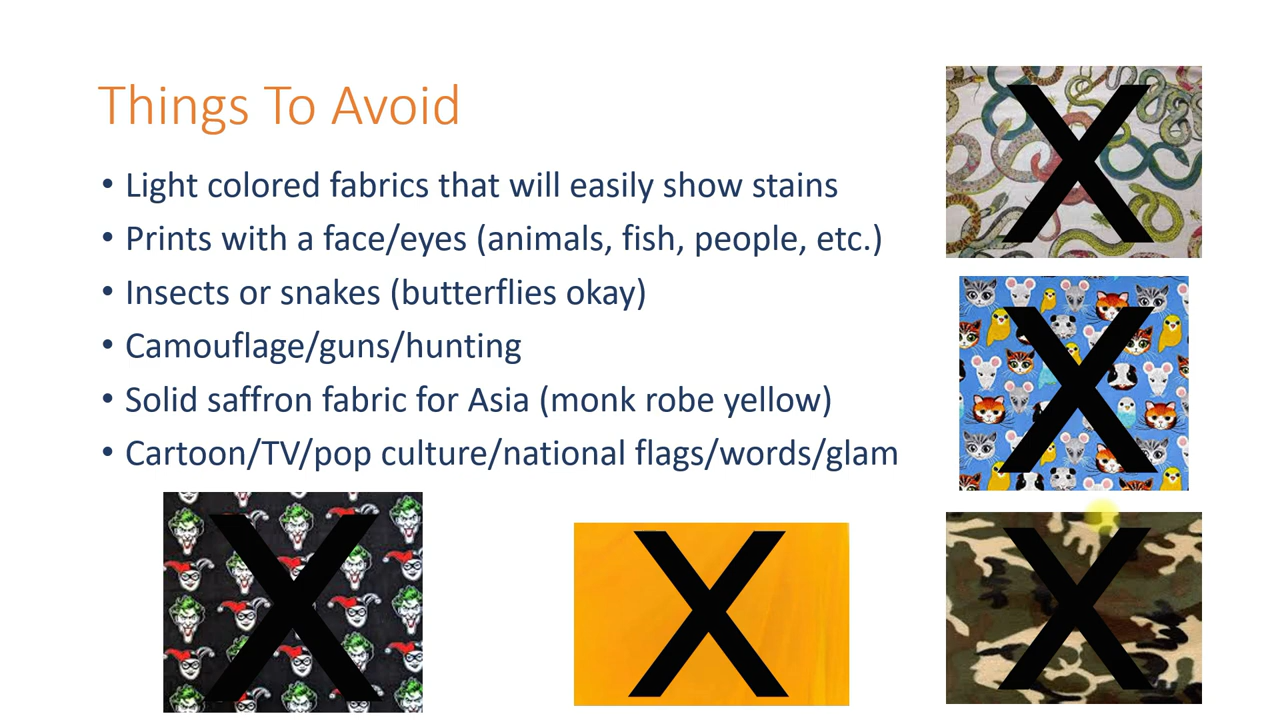 Things To Avoid
• Light colored fabrics that will easily show stains
• Prints with a face/eyes (animals, fish, people, etc.)
• Insects or snakes (butterflies okay)
• Camouflage/guns/hunting
• Solid saffron fabric for Asia (monk robe yellow)
• Cartoon/TV/pop culture/national flags/words/glam
X
X
X
X
X